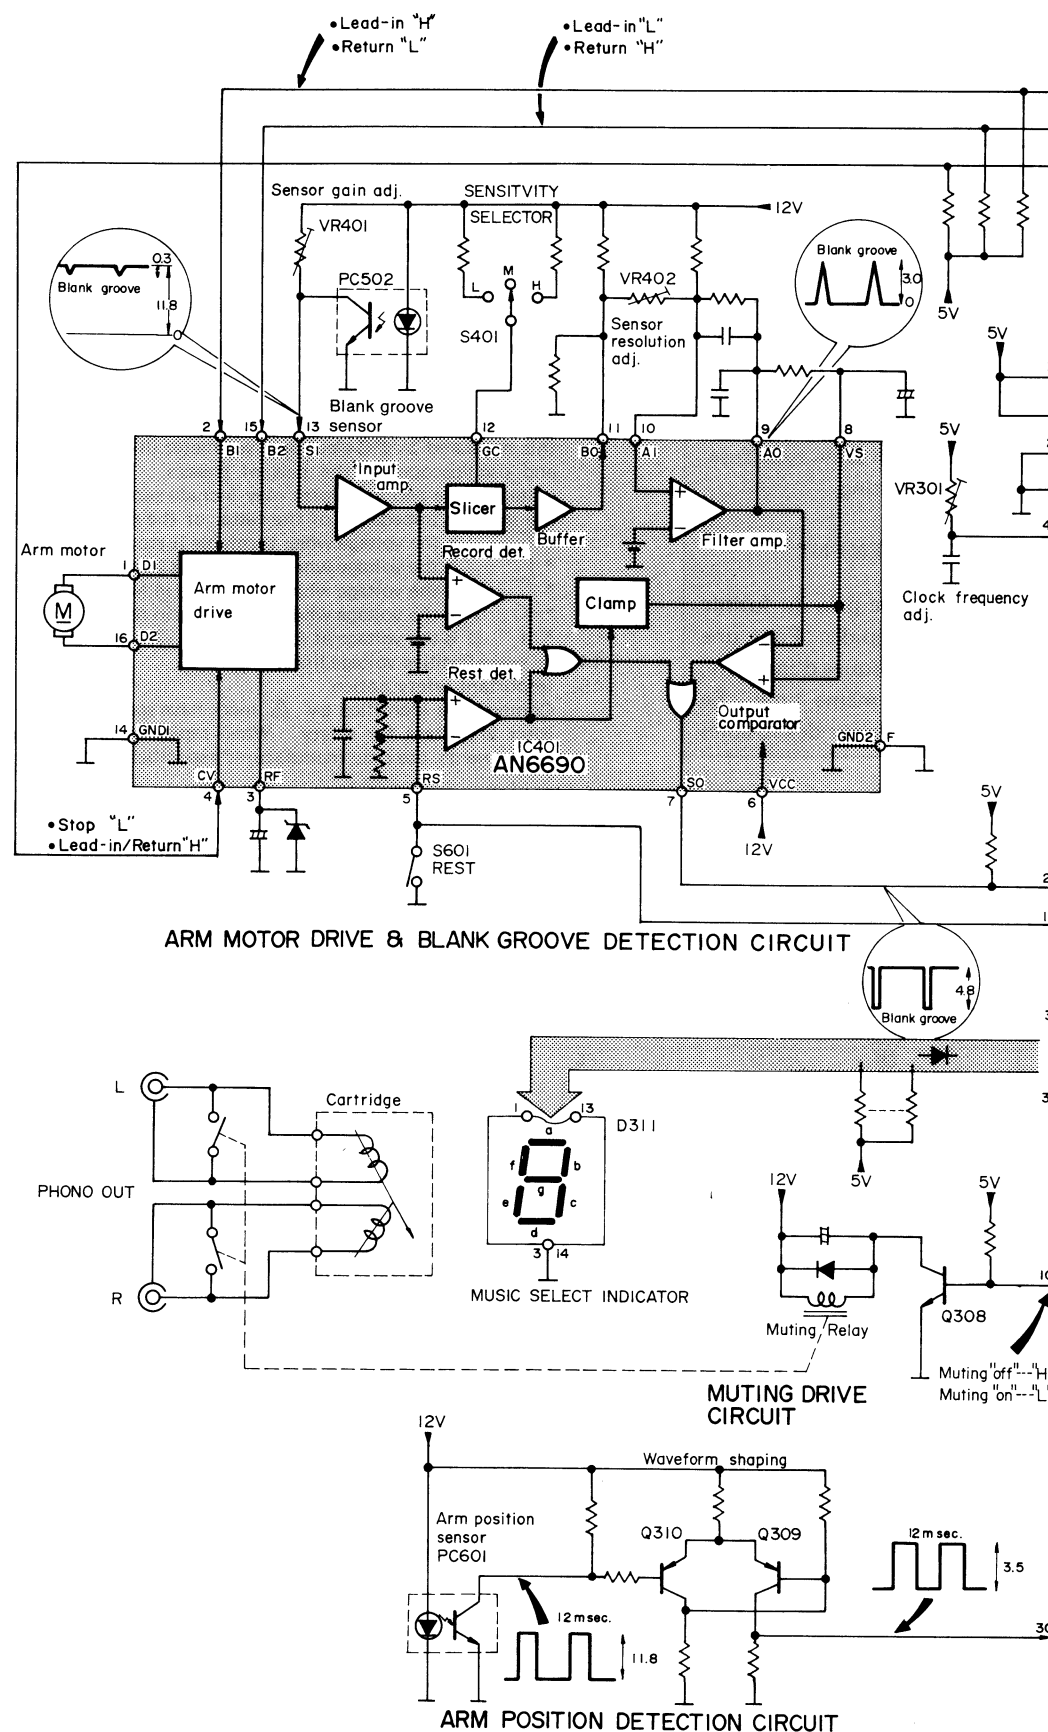 • Lead-in "H"
• Return "L"
• Lead-in "L"
• Return "H"
Sensor gain adj.
SENSITVITY
SELECTOR
12V
VR401
PC502
L
M
H
S401
VR402
Sensor
resolution
adj.
0.3
Blank groove
11.8
0
Blank groove
3.0
0
5V
5V
Blank groove
sensor
2
15
13
12
11
10
9
8
B1
B2
S1
GC
BO
A1
AO
VS
5V
VR301
4
Clock frequency
adj.
Input
amp.
Slicer
Buffer
Filter amp.
Record det.
Arm motor
M
1
D1
16
D2
Arm motor
drive
Clamp
Rest det.
Output
comparator
IC401
AN6690
14
GND1
GND2
F
CV
RF
RS
SO
VCC
4
3
5
7
6
12V
5V
• Stop "L"
• Lead-in/Return "H"
S601
REST
2
1
ARM MOTOR DRIVE & BLANK GROOVE DETECTION CIRCUIT
4.8
Blank groove
3
L
Cartridge
PHONO OUT
R
1
13
D311
a
f
b
g
e
c
d
3
14
MUSIC SELECT INDICATOR
3
5V
12V
5V
10
Q308
Muting Relay
Muting "off"---"H
Muting "on"---"L"
MUTING DRIVE
CIRCUIT
12V
Waveform shaping
Arm position
sensor
PC601
Q310
Q309
12 m sec.
3.5
12 m sec.
11.8
30
ARM POSITION DETECTION CIRCUIT